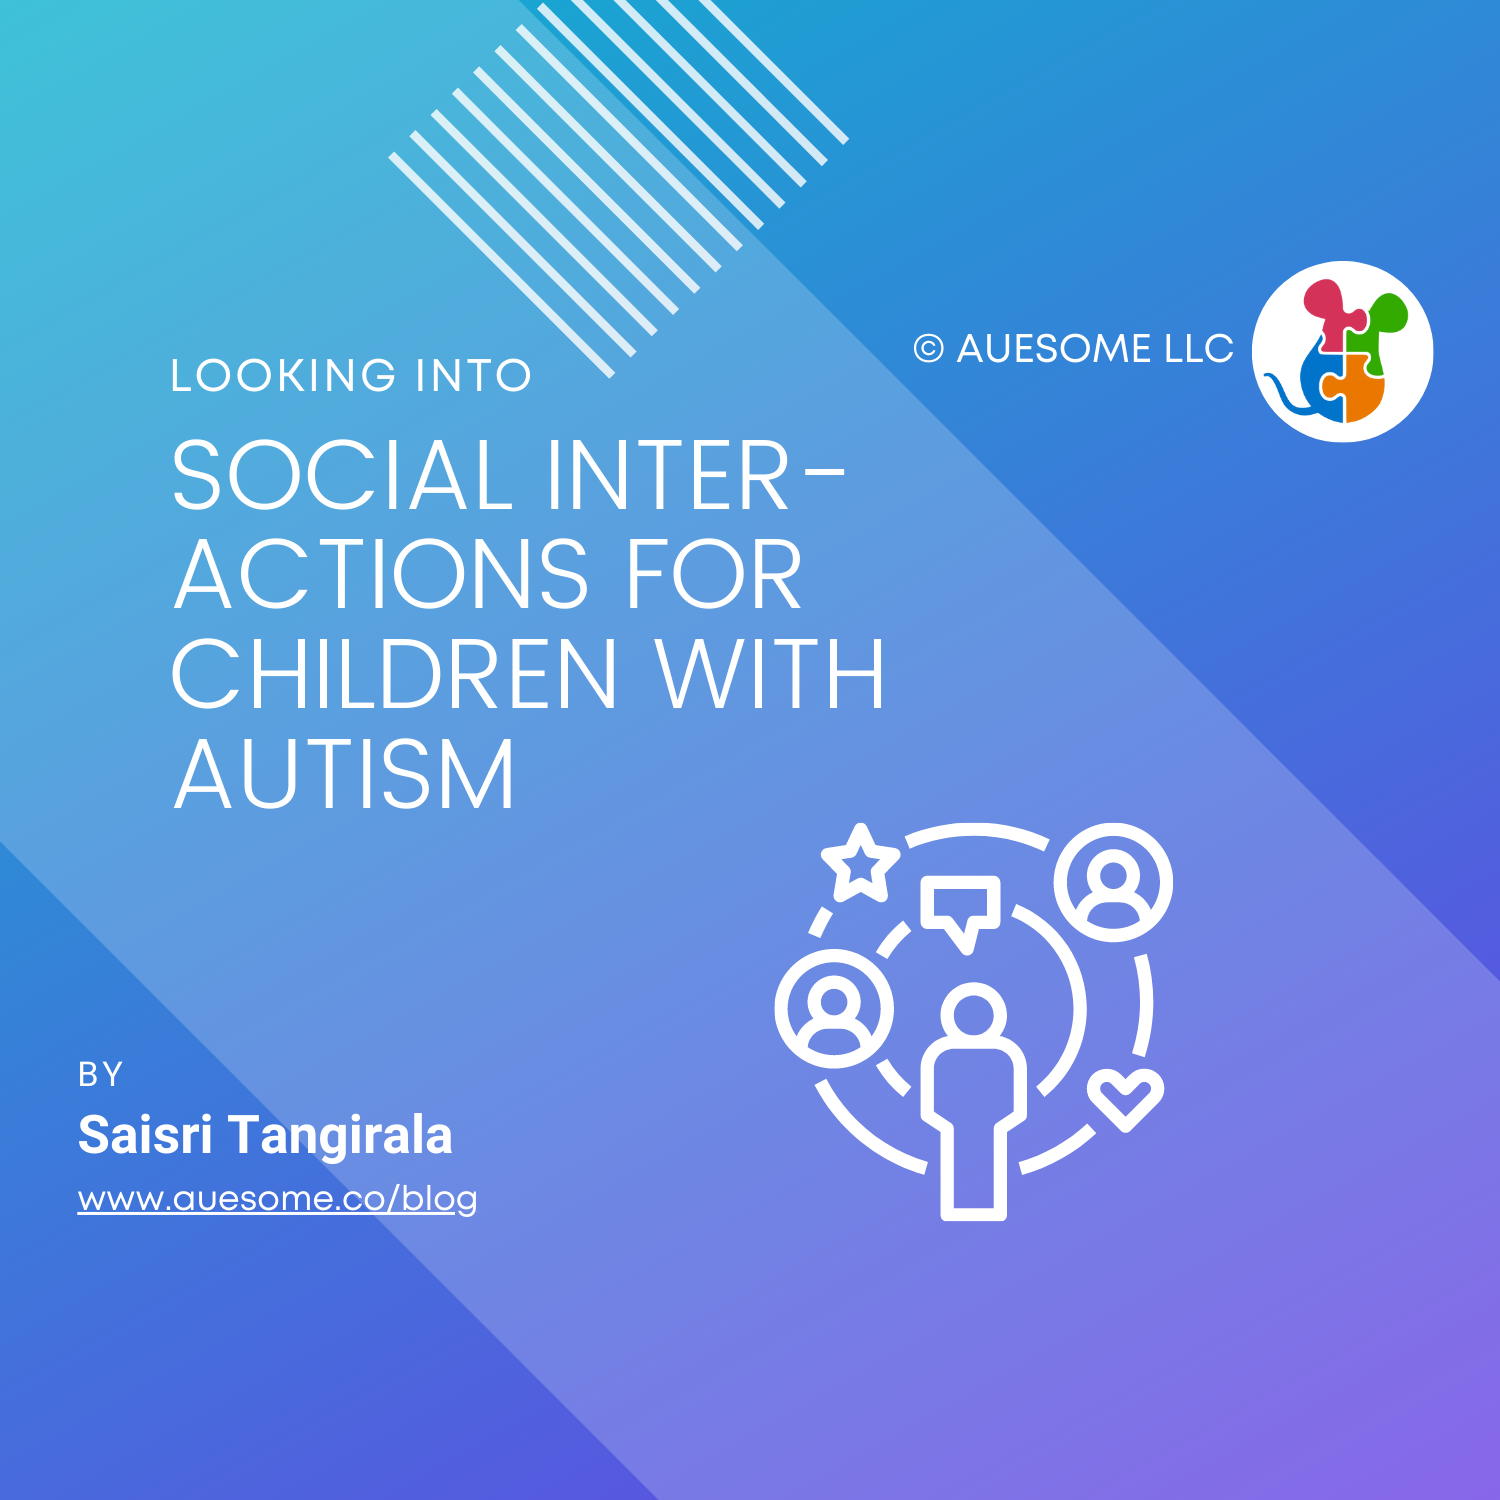 © AUESOME LLC
LOOKING INTO
SOCIAL INTER-
ACTIONS FOR
CHILDREN WITH
AUTISM
BY
Saisri Tangirala
www.auesome.co/blog